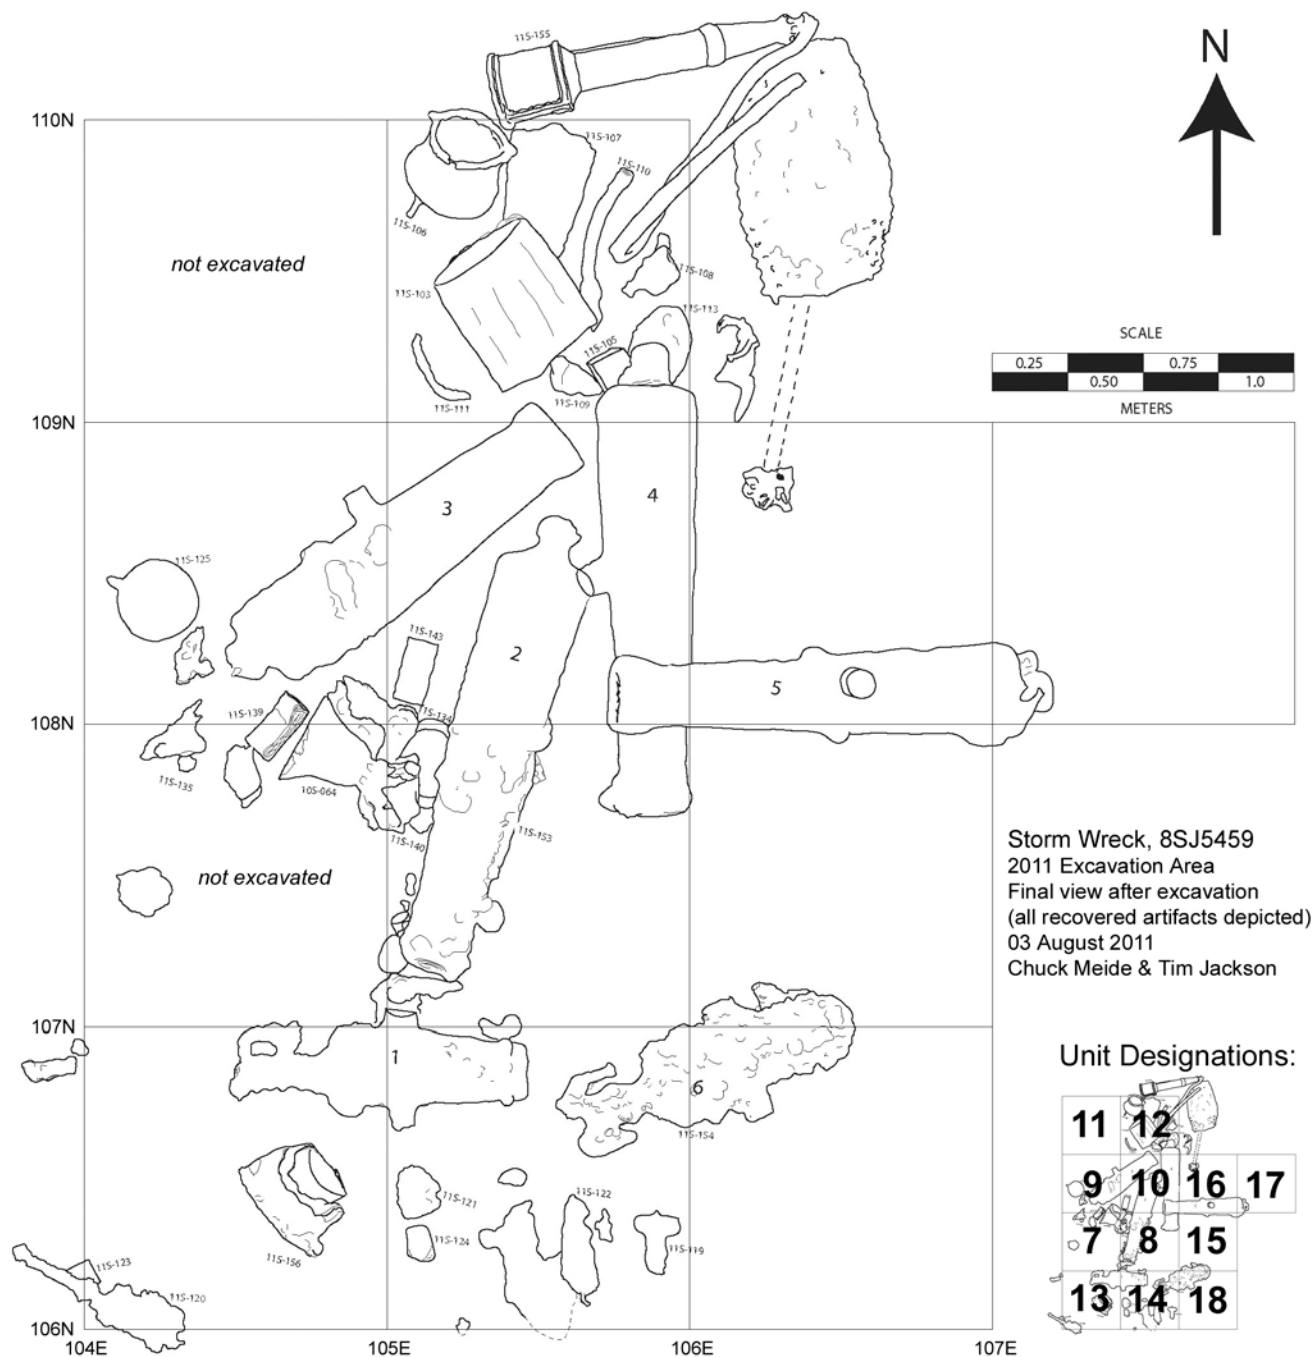 11S-155
N
110N
11S-107
11S-110
11S-106
not excavated
11S-108
11S-103
11S-113
SCALE
0.25 0.75
0.50 1.0
METERS
11S-105
11S-111
11S-109
109N
3
4
11S-125
11S-143
2
5
11S-139
11S-134
108N
11S-135
10S-064
11S-140
11S-153
not excavated
Storm Wreck, 8SJ5459
2011 Excavation Area
Final view after excavation
(all recovered artifacts depicted)
03 August 2011
Chuck Meide & Tim Jackson
107N
1
6
11S-154
Unit Designations:
11 12
9 10 16 17
7 8 15
13 14 18
11S-121
11S-122
11S-124
11S-119
11S-156
11S-123
11S-120
106N
104E 105E 106E 107E